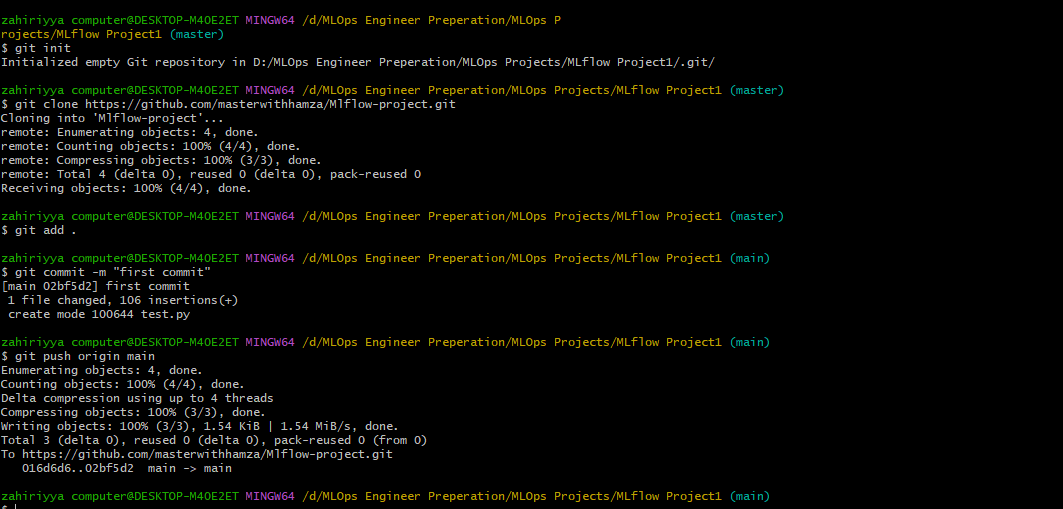 zahiriyya computer@DESKTOP-M4OE2ET MINGW64 /d/MLOps Engineer Preperation/MLOps P
rojects/MLflow Project1 (master)
$ git init
Initialized empty Git repository in D:/MLOps Engineer Preperation/MLOps Projects/MLflow Project1/.git/
zahiriyya computer@DESKTOP-M4OE2ET MINGW64 /d/MLOps Engineer Preperation/MLOps Projects/MLflow Project1 (master)
$ git clone https://github.com/masterwithhamza/Mlflow-project.git
Cloning into 'Mlflow-project'...
remote: Enumerating objects: 4, done.
remote: Counting objects: 100% (4/4), done.
remote: Compressing objects: 100% (3/3), done.
remote: Total 4 (delta 0), reused 0 (delta 0), pack-reused 0
Receiving objects: 100% (4/4), done.
zahiriyya computer@DESKTOP-M4OE2ET MINGW64 /d/MLOps Engineer Preperation/MLOps Projects/MLflow Project1 (master)
$ git add .
zahiriyya computer@DESKTOP-M4OE2ET MINGW64 /d/MLOps Engineer Preperation/MLOps Projects/MLflow Project1 (main)
$ git commit -m "first commit"
[main 02bf5d2] first commit
1 file changed, 106 insertions(+)
create mode 100644 test.py
zahiriyya computer@DESKTOP-M4OE2ET MINGW64 /d/MLOps Engineer Preperation/MLOps Projects/MLflow Project1 (main)
$ git push origin main
Enumerating objects: 4, done.
Counting objects: 100% (4/4), done.
Delta compression using up to 4 threads
Compressing objects: 100% (3/3), done.
Writing objects: 100% (3/3), 1.54 KiB | 1.54 MiB/s, done.
Total 3 (delta 0), reused 0 (delta 0), pack-reused 0 (from 0)
To https://github.com/masterwithhamza/Mlflow-project.git
016d6d6..02bf5d2  main -> main
zahiriyya computer@DESKTOP-M4OE2ET MINGW64 /d/MLOps Engineer Preperation/MLOps Projects/MLflow Project1 (main)
$